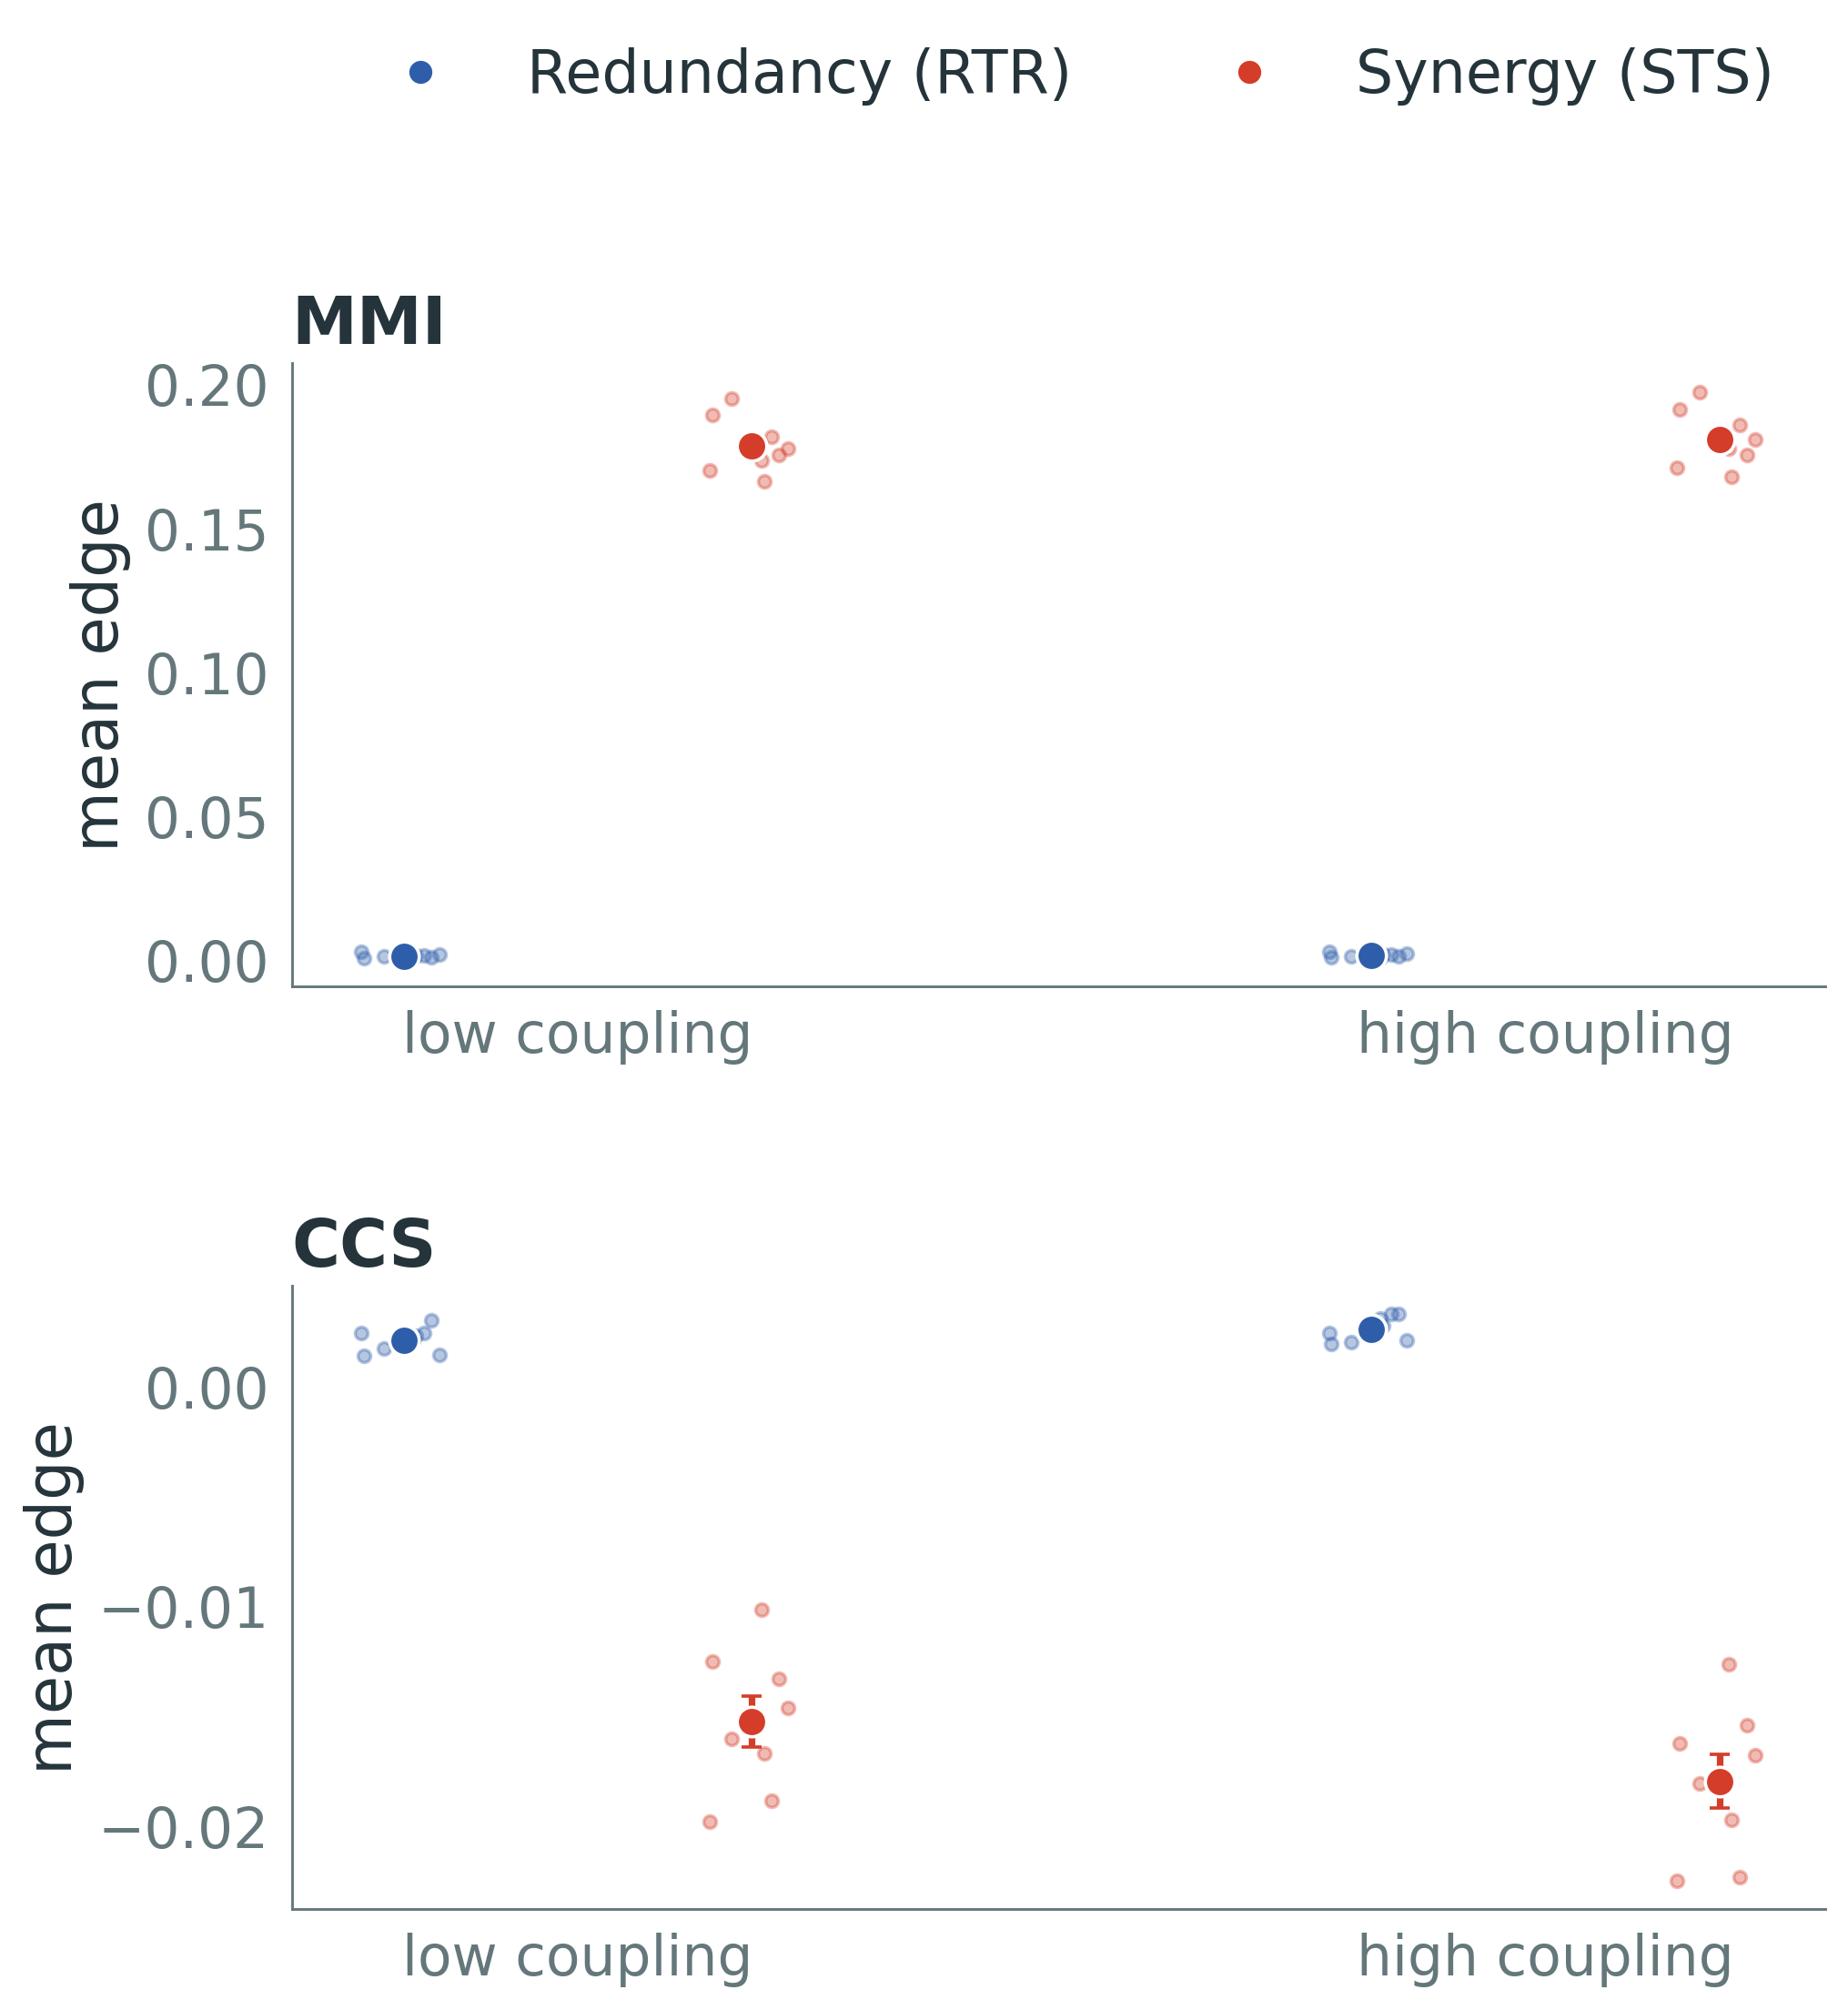 Redundancy (RTR) Synergy (STS)
MMI
mean edge
0.20
0.15
0.10
0.05
0.00
low coupling high coupling
CCS
mean edge
0.00
−0.01
−0.02
low coupling high coupling